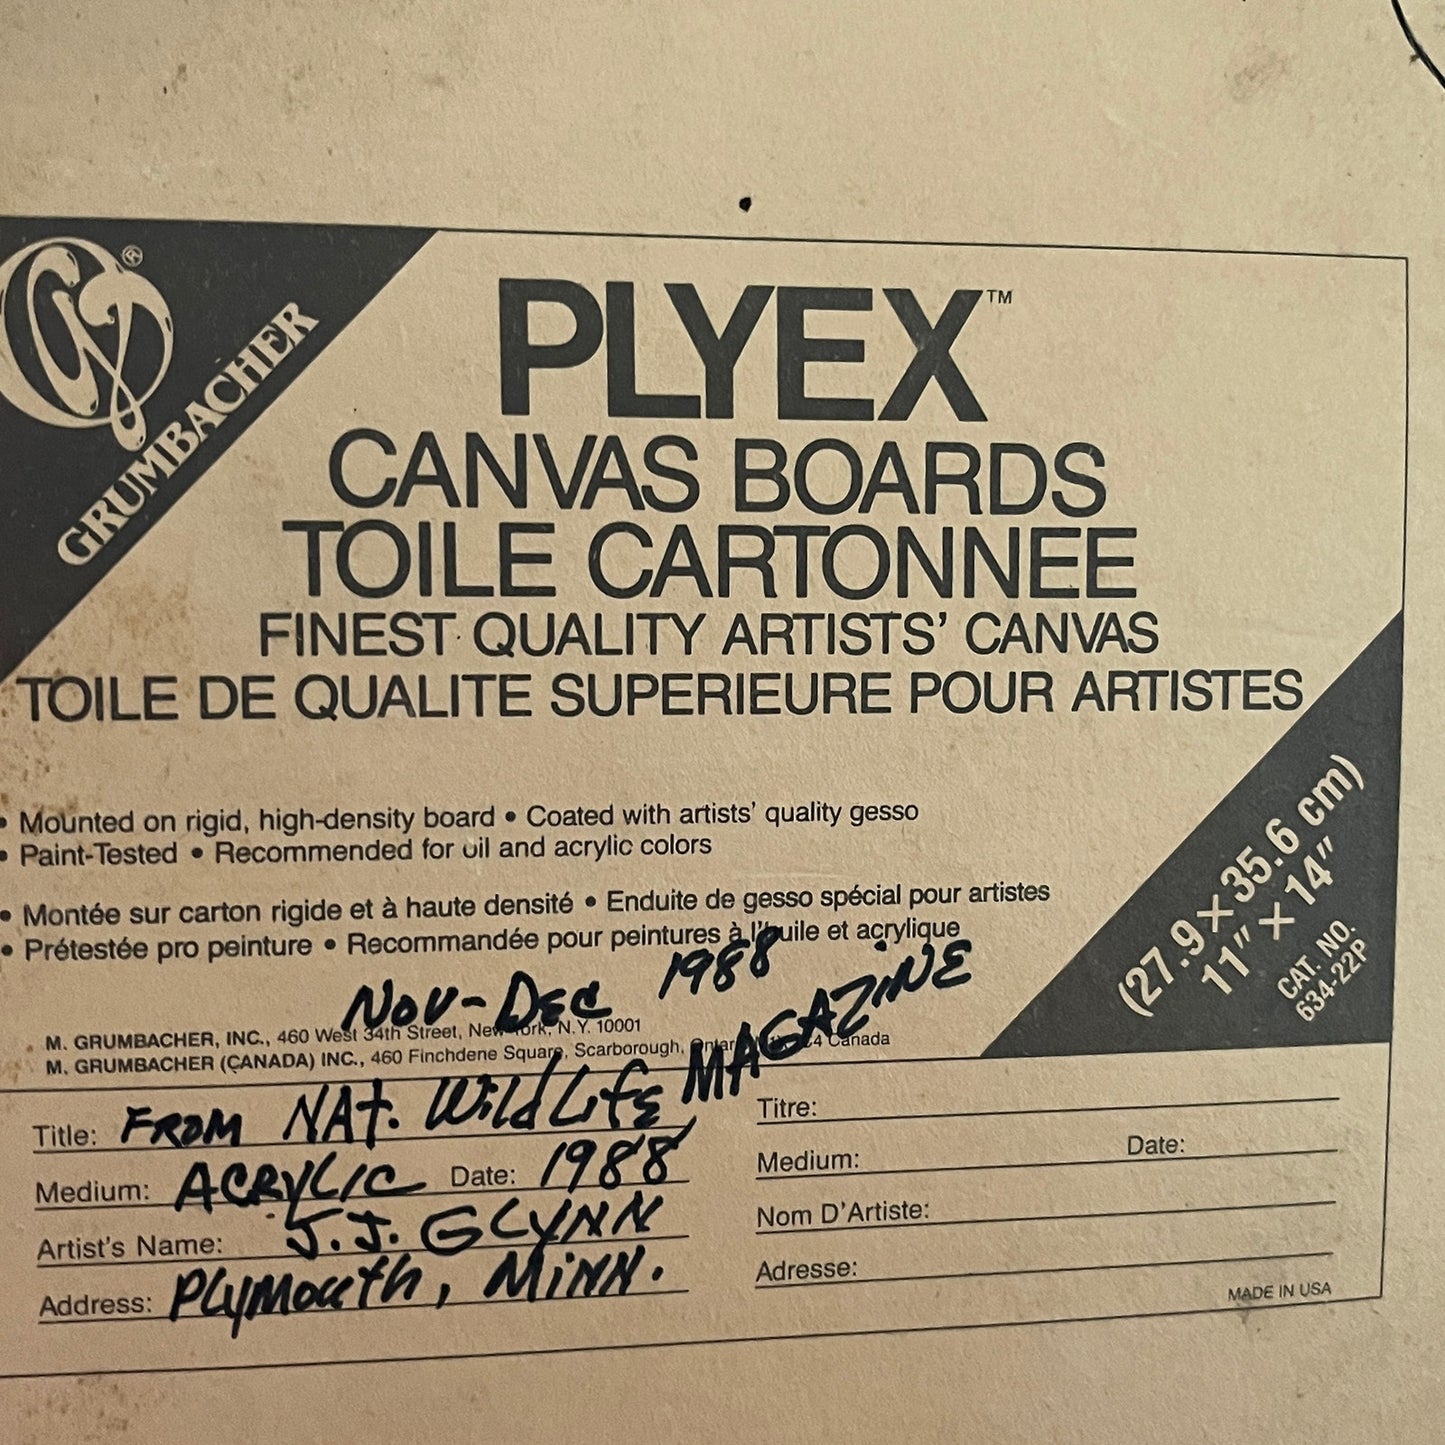 GRUMBACHER ®
PLYEX™
CANVAS BOARDS
TOILE CARTONNEE
FINEST QUALITY ARTISTS' CANVAS
TOILE DE QUALITE SUPERIEURE POUR ARTISTES
• Mounted on rigid, high-density board • Coated with artists' quality gesso
• Paint-Tested • Recommended for oil and acrylic colors
• Montée sur carton rigide et à haute densité • Enduite de gesso spécial pour artistes
• Prétestée pro peinture • Recommandée pour peintures à l'huile et acrylique
(27.9 × 35.6 cm)
11" × 14"
CAT. NO.
634-22P
NOV-DEC 1988
M. GRUMBACHER, INC., 460 West 34th Street, New York, N.Y. 10001
M. GRUMBACHER (CANADA) INC., 460 Finchdene Square, Scarborough, Ontario Canada
Title: FROM NAT. WILDLIFE MAGAZINE
Medium: ACRYLIC Date: 1988
Artist's Name: J.J. GLYNN
Address: PLYMOUTH, MINN.
Titre:
Medium: Date:
Nom D'Artiste:
Adresse:
MADE IN USA